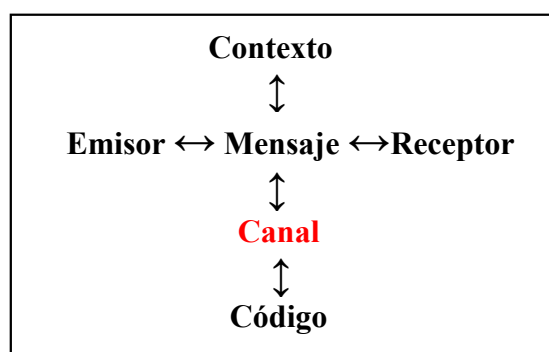 Contexto
↕
Emisor ↔ Mensaje ↔Receptor
↕
Canal
↕
Código